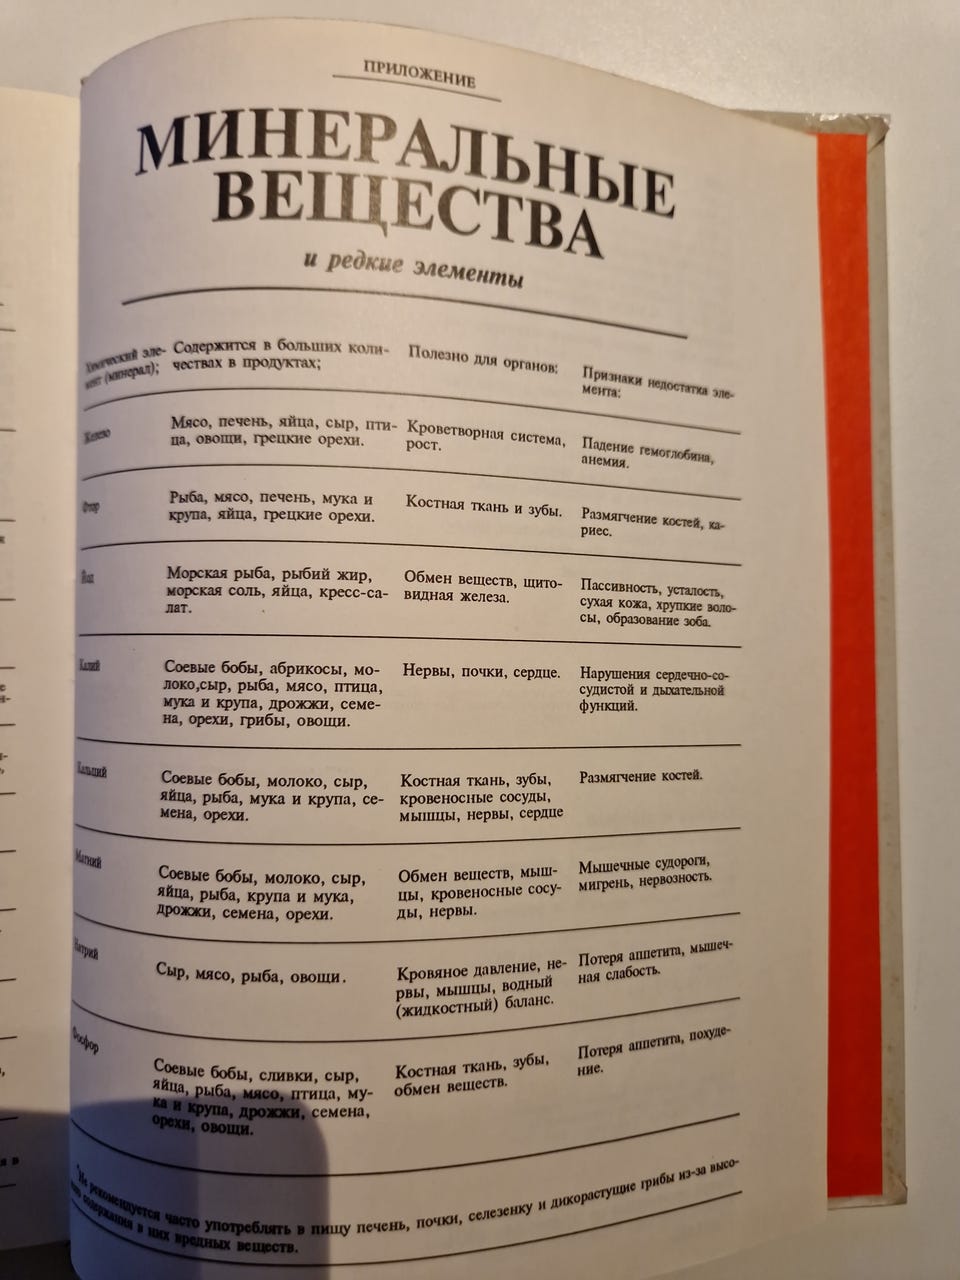 ПРИЛОЖЕНИЕ
МИНЕРАЛЬНЫЕ
ВЕЩЕСТВА
и редкие элементы
Химический эле-
мент (минерал);
Содержится в больших коли-
чествах в продуктах;
Полезно для органов:
Признаки недостатка эле-
мента:
Железо
Мясо, печень, яйца, сыр, пти-
ца, овощи, грецкие орехи.
Кроветворная система,
рост.
Падение гемоглобина,
анемия.
Фтор
Рыба, мясо, печень, мука и
крупа, яйца, грецкие орехи.
Костная ткань и зубы.
Размягчение костей, ка-
риес.
Йод
Морская рыба, рыбий жир,
морская соль, яйца, кресс-са-
лат.
Обмен веществ, щито-
видная железа.
Пассивность, усталость,
сухая кожа, хрупкие воло-
сы, образование зоба.
Калий
Соевые бобы, абрикосы, мо-
локо,сыр, рыба, мясо, птица,
мука и крупа, дрожжи, семе-
на, орехи, грибы, овощи.
Нервы, почки, сердце.
Нарушения сердечно-со-
судистой и дыхательной
функций.
Кальций
Соевые бобы, молоко, сыр,
яйца, рыба, мука и крупа, се-
мена, орехи.
Костная ткань, зубы,
кровеносные сосуды,
мышцы, нервы, сердце
Размягчение костей.
Магний
Соевые бобы, молоко, сыр,
яйца, рыба, крупа и мука,
дрожжи, семена, орехи.
Обмен веществ, мыш-
цы, кровеносные сосу-
ды, нервы.
Мышечные судороги,
мигрень, нервозность.
Натрий
Сыр, мясо, рыба, овощи.
Кровяное давление, не-
рвы, мышцы, водный
(жидкостный) баланс.
Потеря аппетита, мышеч-
ная слабость.
Фосфор
Соевые бобы, сливки, сыр,
яйца, рыба, мясо, птица, му-
ка и крупа, дрожжи, семена,
орехи, овощи.
Костная ткань, зубы,
обмен веществ.
Потеря аппетита, похуде-
ние.
*Не рекомендуется часто употреблять в пищу печень, почки, селезенку и дикорастущие грибы из-за высо-
кого содержания в них вредных веществ.